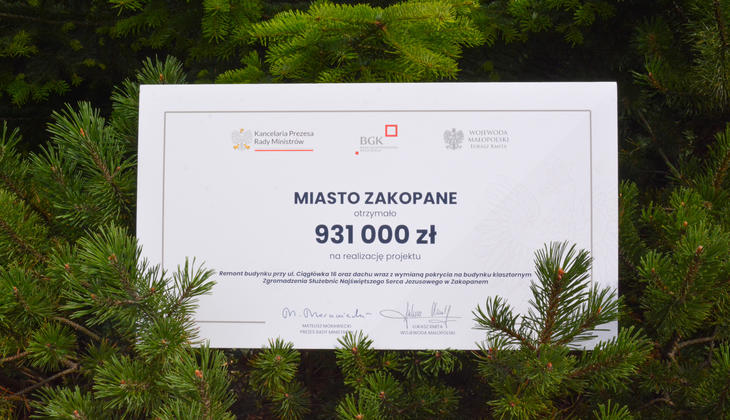 Kancelaria Prezesa
Rady Ministrów
BGK
WOJEWODA
MAŁOPOLSKI
ŁUKASZ KMITA
MIASTO ZAKOPANE
otrzymało
931 000 zł
na realizację projektu
Remont budynku przy ul. Ciągłówka 16 oraz dachu wraz z wymianą pokrycia na budynku klasztornym
Zgromadzenia Służebnic Najświętszego Serca Jezusowego w Zakopanem
MATEUSZ MORAWIECKI
PREZES RADY
ŁUKASZ KMITA
WOJEWODA MAŁOPOLSKI